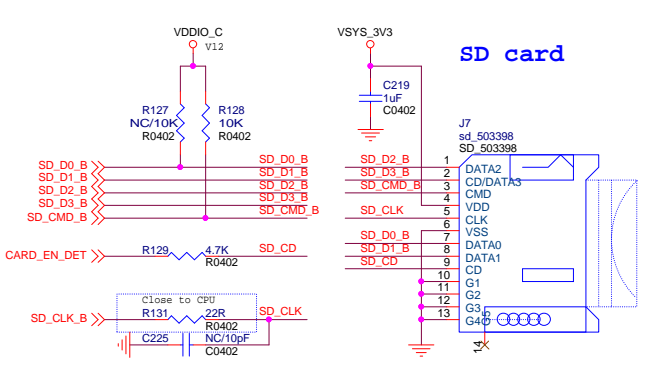 VDDIO_C
V12
VSYS_3V3
SD card
C219
1uF
C0402
R127
NC/10K
R0402
R128
10K
R0402
J7
sd_503398
SD_503398
SD_D0_B
SD_D1_B
SD_D2_B
SD_D3_B
SD_CMD_B
SD_D0_B
SD_D1_B
SD_D2_B
SD_D3_B
SD_CMD_B
SD_D2_B 1 DATA2
SD_D3_B 2 CD/DATA3
SD_CMD_B 3 CMD
4 VDD
SD_CLK 5 CLK
6 VSS
SD_D0_B 7 DATA0
SD_D1_B 8 DATA1
SD_CD 9 CD
10 G1
11 G2
12 G3
13 G4
G5
14
CARD_EN_DET R129 4.7K SD_CD
R0402
Close to CPU
SD_CLK_B R131 22R SD_CLK
R0402
C225 NC/10pF
C0402